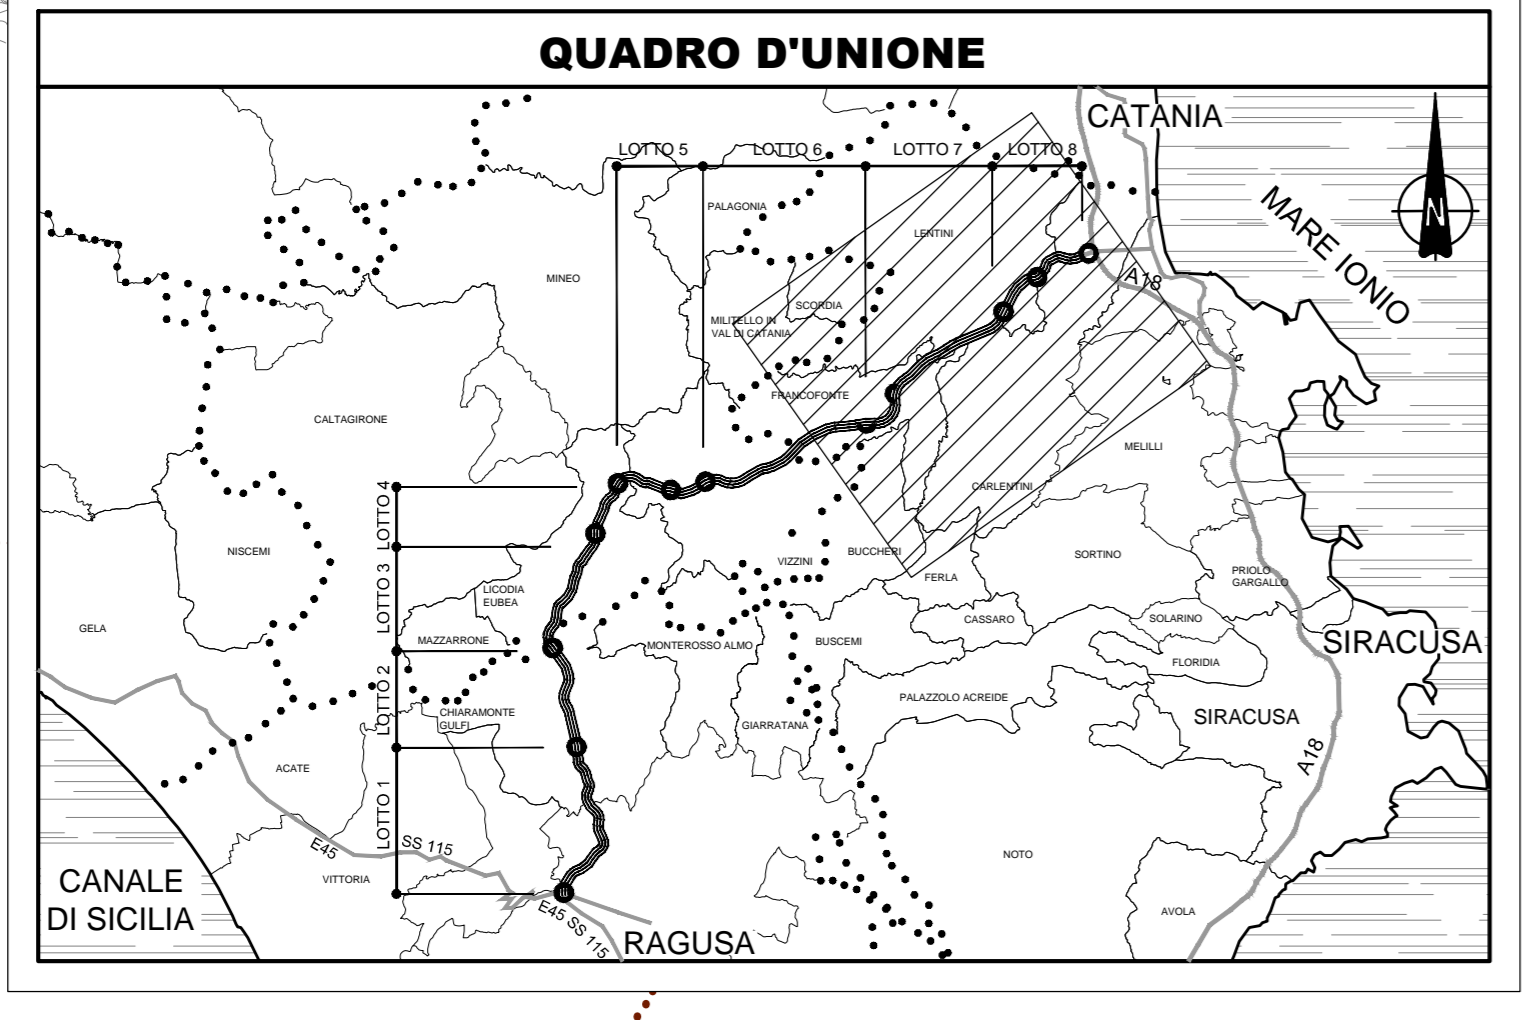 QUADRO D'UNIONE
CATANIA
LOTTO 5
LOTTO 6
LOTTO 7
LOTTO 8
MARE IONIO
N
PALAGONIA
LENTINI
MINEO
A18
SCORDIA
MILITELLO IN
VAL DI CATANIA
FRANCOFONTE
CALTAGIRONE
MELILLI
CARLENTINI
LOTTO 4
NISCEMI
VIZZINI
BUCCHERI
SORTINO
FERLA
PRIOLO
GARGALLO
LOTTO 3
LICODIA
EUBEA
GELA
MAZZARRONE
MONTEROSSO ALMO
BUSCEMI
CASSARO
SOLARINO
SIRACUSA
FLORIDIA
LOTTO 2
CHIARAMONTE
GULFI
GIARRATANA
PALAZZOLO ACREIDE
SIRACUSA
A18
ACATE
LOTTO 1
E45
SS 115
VITTORIA
NOTO
CANALE
DI SICILIA
E45 SS 115
RAGUSA
AVOLA